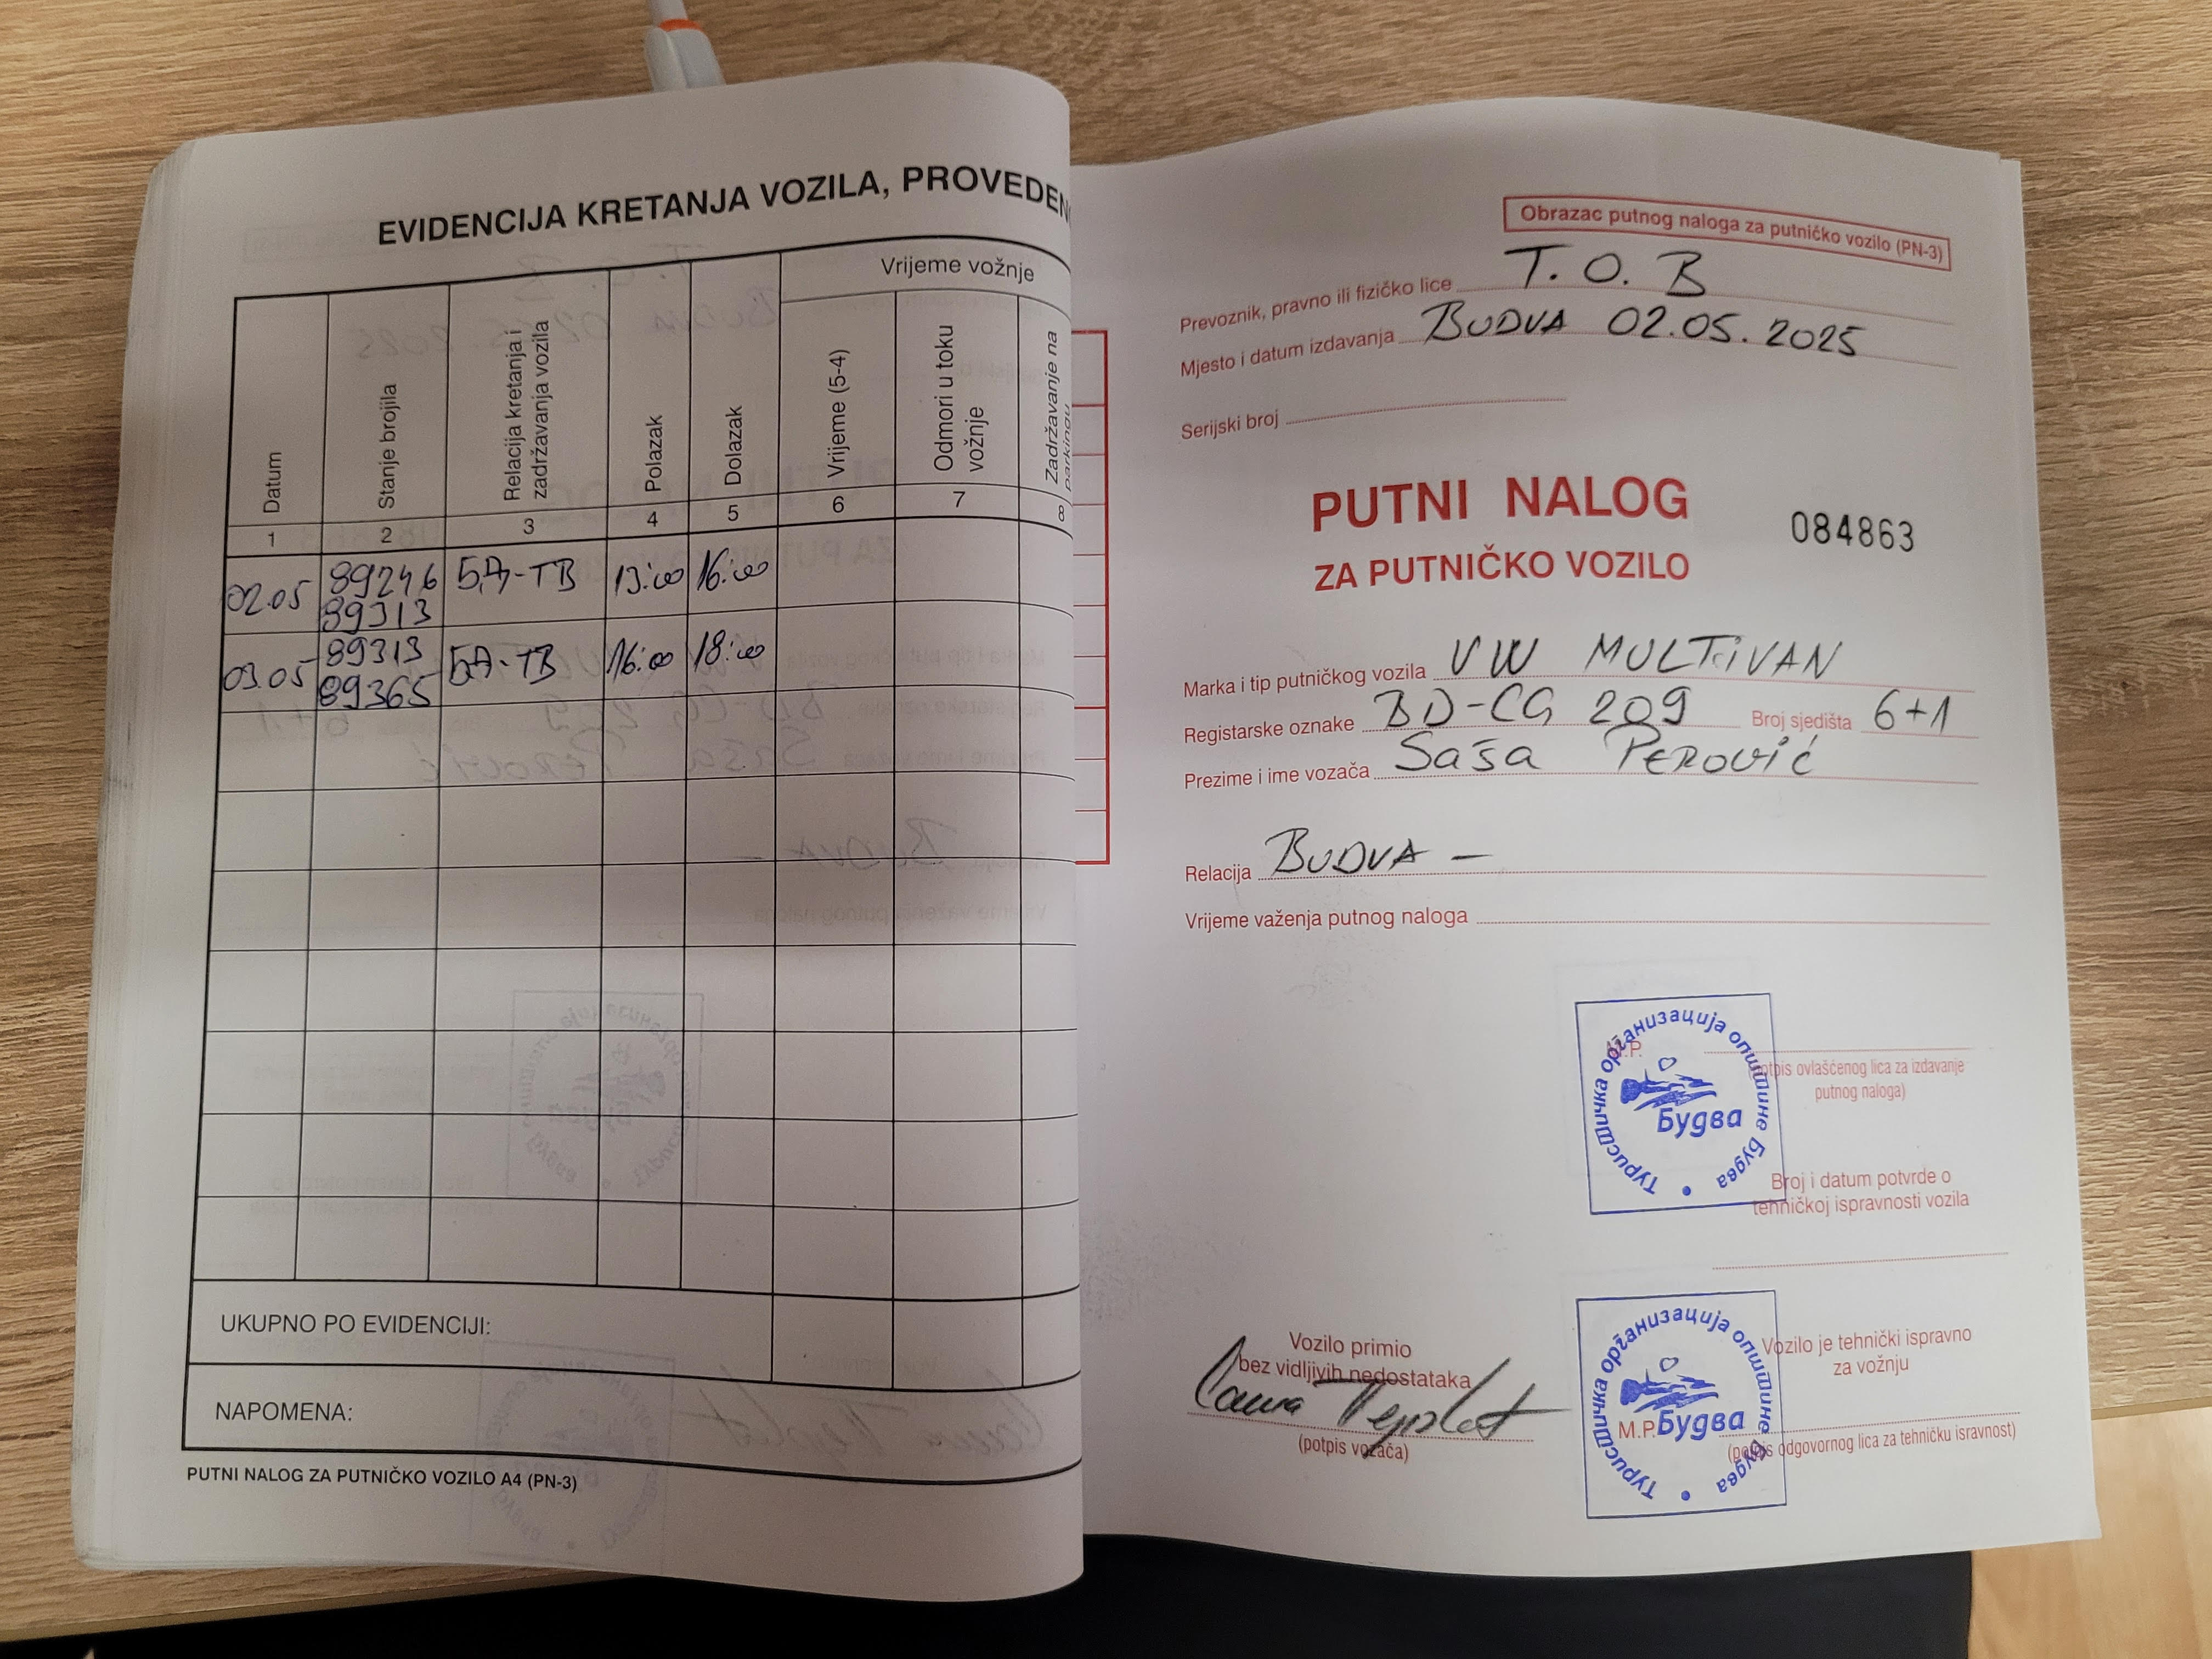 EVIDENCIJA KRETANJA VOZILA, PROVEDEN
Datum
Stanje brojila
Relacija kretanja i
zadržavanja vozila
Polazak
Dolazak
Vrijeme vožnje
Vrijeme (5-4)
Odmori u toku
vožnje
Zadržavanje na
parkingu
1 2 3 4 5 6 7 8
02.05 89246 БД-ТВ 13:00 16:00
89313
03.05 89313 БД-ТВ 16:00 18:00
89365
UKUPNO PO EVIDENCIJI:
NAPOMENA:
PUTNI NALOG ZA PUTNIČKO VOZILO A4 (PN-3)
Obrazac putnog naloga za putničko vozilo (PN-3)
Prevoznik, pravno ili fizičko lice T. O. B
Mjesto i datum izdavanja BUDVA 02.05.2025
Serijski broj
PUTNI NALOG
084863
ZA PUTNIČKO VOZILO
Marka i tip putničkog vozila VW MULTiVAN
Registarske oznake BD-CG 209 Broj sjedišta 6+1
Prezime i ime vozača Saša PEROVIĆ
Relacija BUDVA –
Vrijeme važenja putnog naloga
M.P.
(potpis ovlašćenog lica za izdavanje
putnog naloga)
Туристичка организација општине Будва
Будва
Broj i datum potvrde o
tehničkoj ispravnosti vozila
Vozilo primio
bez vidljivih nedostataka
(potpis vozača)
Vozilo je tehnički ispravno
za vožnju
Туристичка организација општине Будва
M.P. Будва
(potpis odgovornog lica za tehničku isravnost)